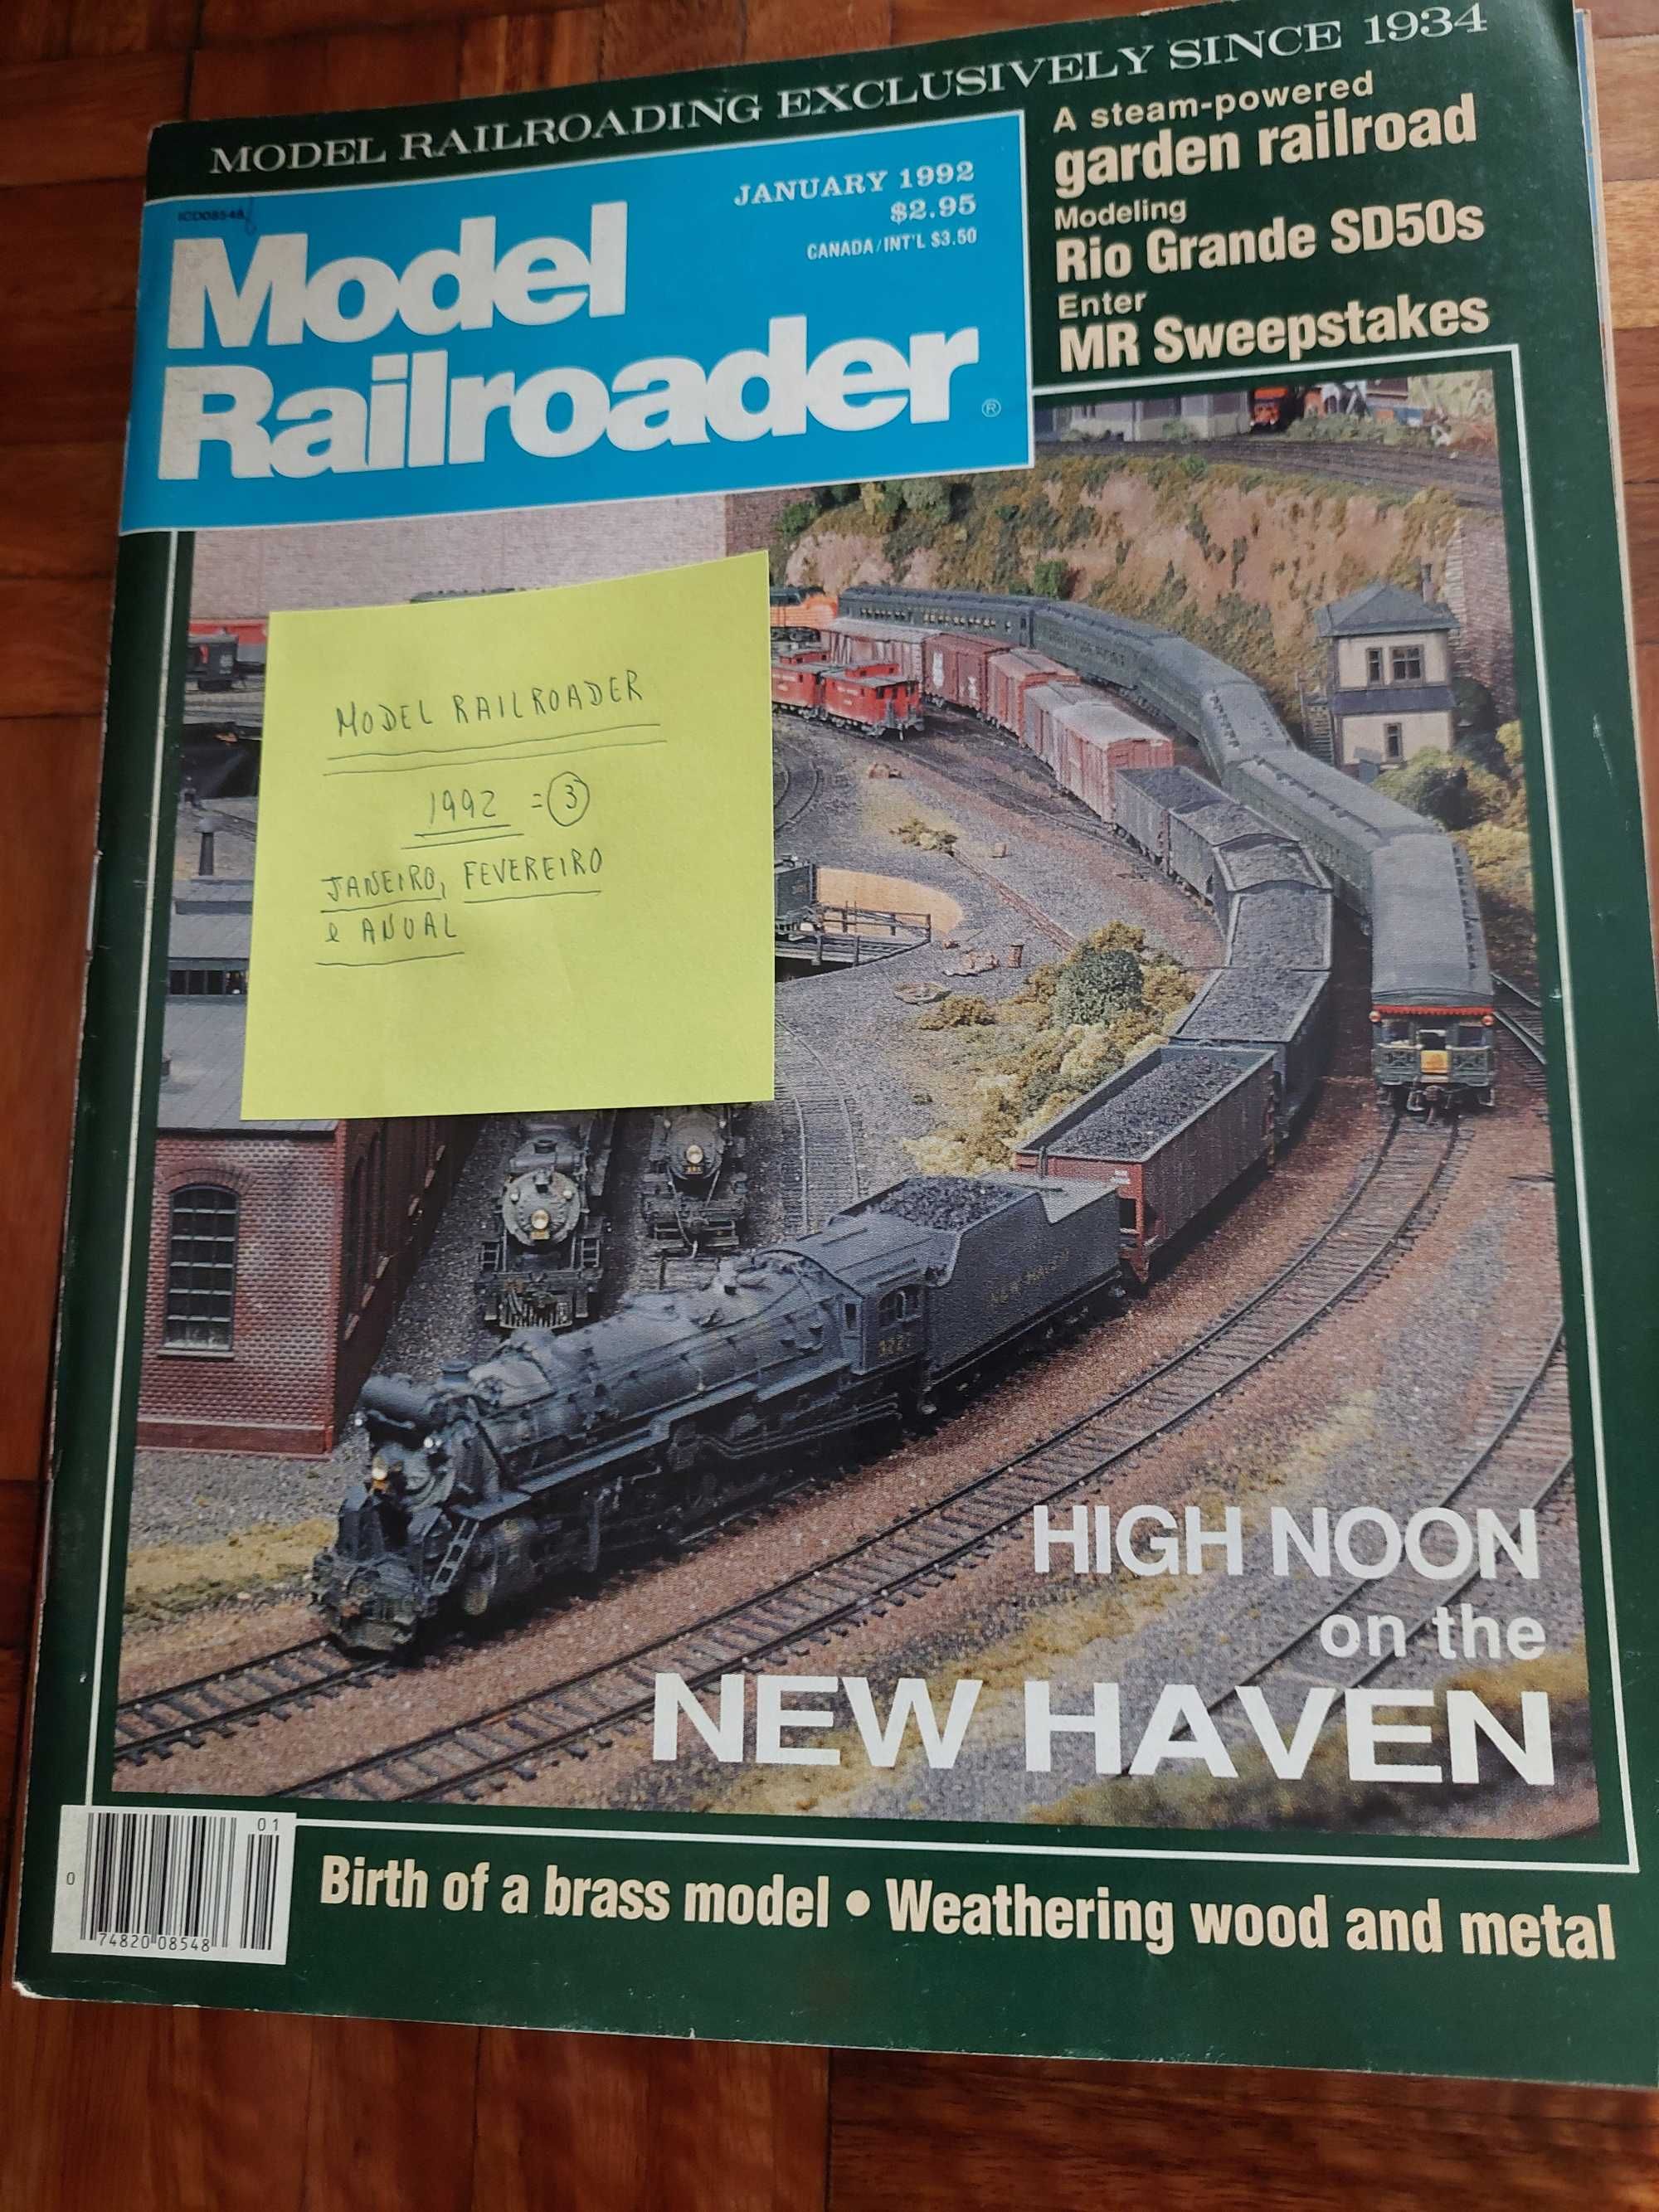 MODEL RAILROADING EXCLUSIVELY SINCE 1934
ICD08548
JANUARY 1992
$2.95
CANADA/INT'L $3.50
Model
Railroader®
A steam-powered
garden railroad
Modeling
Rio Grande SD50s
Enter
MR Sweepstakes
MODEL RAILROADER
1992 = 3
JANEIRO, FEVEREIRO
e ANUAL
HIGH NOON
on the
NEW HAVEN
01
0
74820 08548
Birth of a brass model • Weathering wood and metal